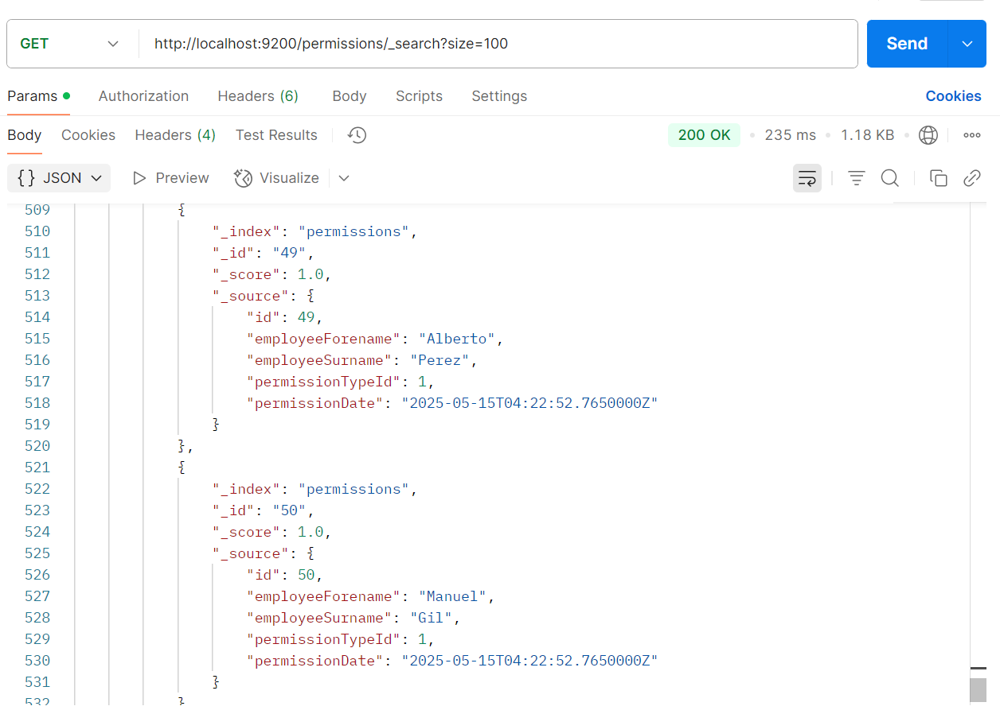 GET http://localhost:9200/permissions/_search?size=100 Send
Params Authorization Headers (6) Body Scripts Settings Cookies
Body Cookies Headers (4) Test Results 200 OK 235 ms 1.18 KB
{} JSON Preview Visualize
509 {
510 "_index": "permissions",
511 "_id": "49",
512 "_score": 1.0,
513 "_source": {
514 "id": 49,
515 "employeeForename": "Alberto",
516 "employeeSurname": "Perez",
517 "permissionTypeId": 1,
518 "permissionDate": "2025-05-15T04:22:52.7650000Z"
519 }
520 },
521 {
522 "_index": "permissions",
523 "_id": "50",
524 "_score": 1.0,
525 "_source": {
526 "id": 50,
527 "employeeForename": "Manuel",
528 "employeeSurname": "Gil",
529 "permissionTypeId": 1,
530 "permissionDate": "2025-05-15T04:22:52.7650000Z"
531 }
532 }